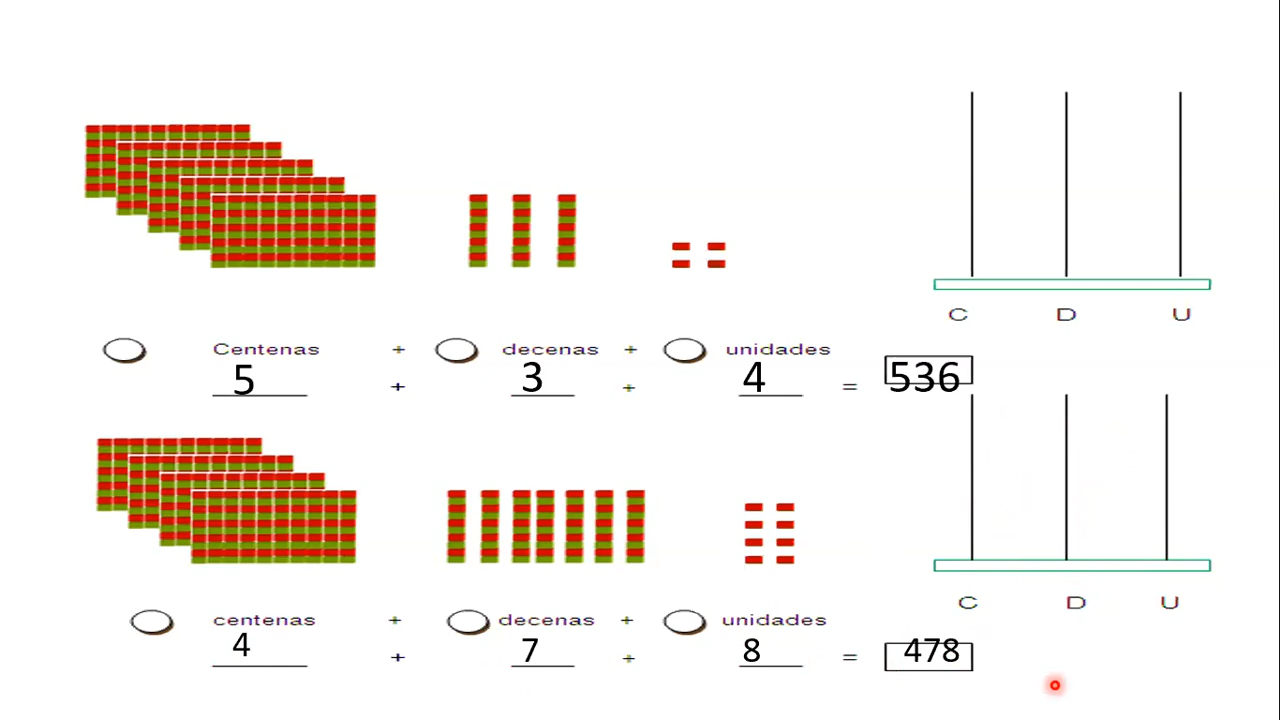 C D U
Centenas + decenas + unidades
5 + 3 + 4 = 536
C D U
centenas + decenas + unidades
4 + 7 + 8 = 478